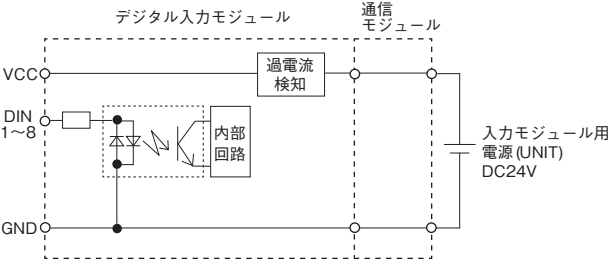 デジタル入力モジュール
通信
モジュール
VCC
過電流
検知
DIN
1～8
内部
回路
入力モジュール用
電源(UNIT)
DC24V
GND